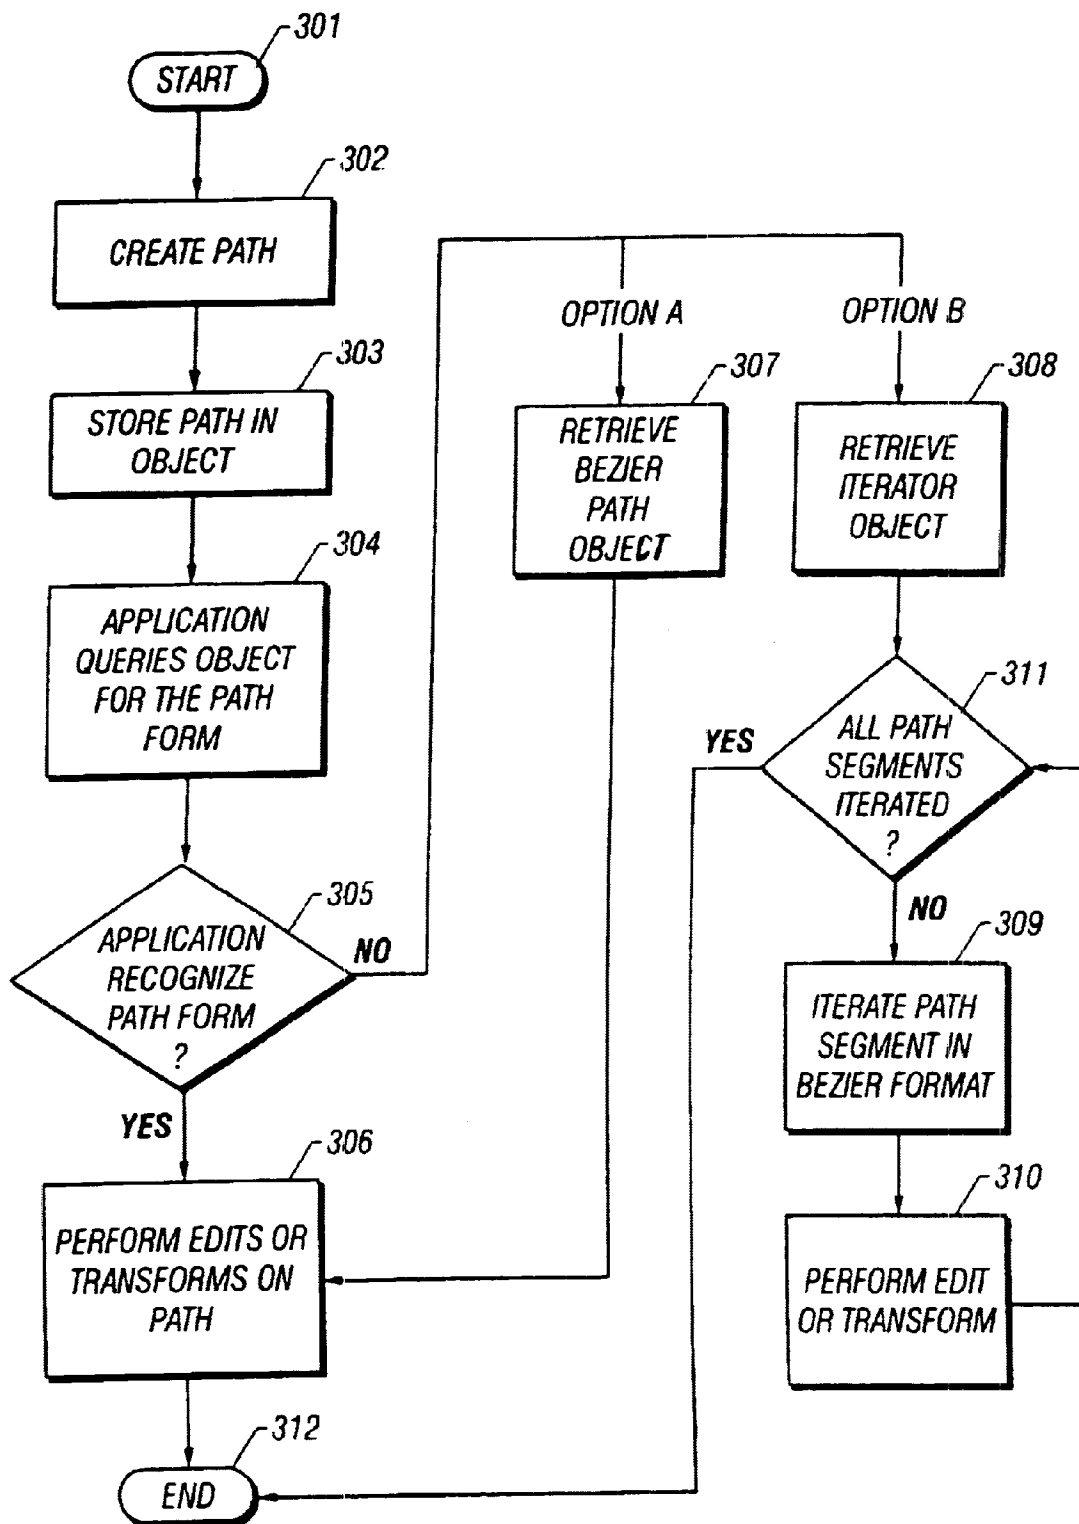 301
START
302
CREATE PATH
303
STORE PATH IN
OBJECT
304
APPLICATION
QUERIES OBJECT
FOR THE PATH
FORM
305
APPLICATION
RECOGNIZE
PATH FORM
?
NO
YES
306
PERFORM EDITS OR
TRANSFORMS ON
PATH
312
END
OPTION A
307
RETRIEVE
BEZIER
PATH
OBJECT
OPTION B
308
RETRIEVE
ITERATOR
OBJECT
311
ALL PATH
SEGMENTS
ITERATED
?
YES
NO
309
ITERATE PATH
SEGMENT IN
BEZIER FORMAT
310
PERFORM EDIT
OR TRANSFORM